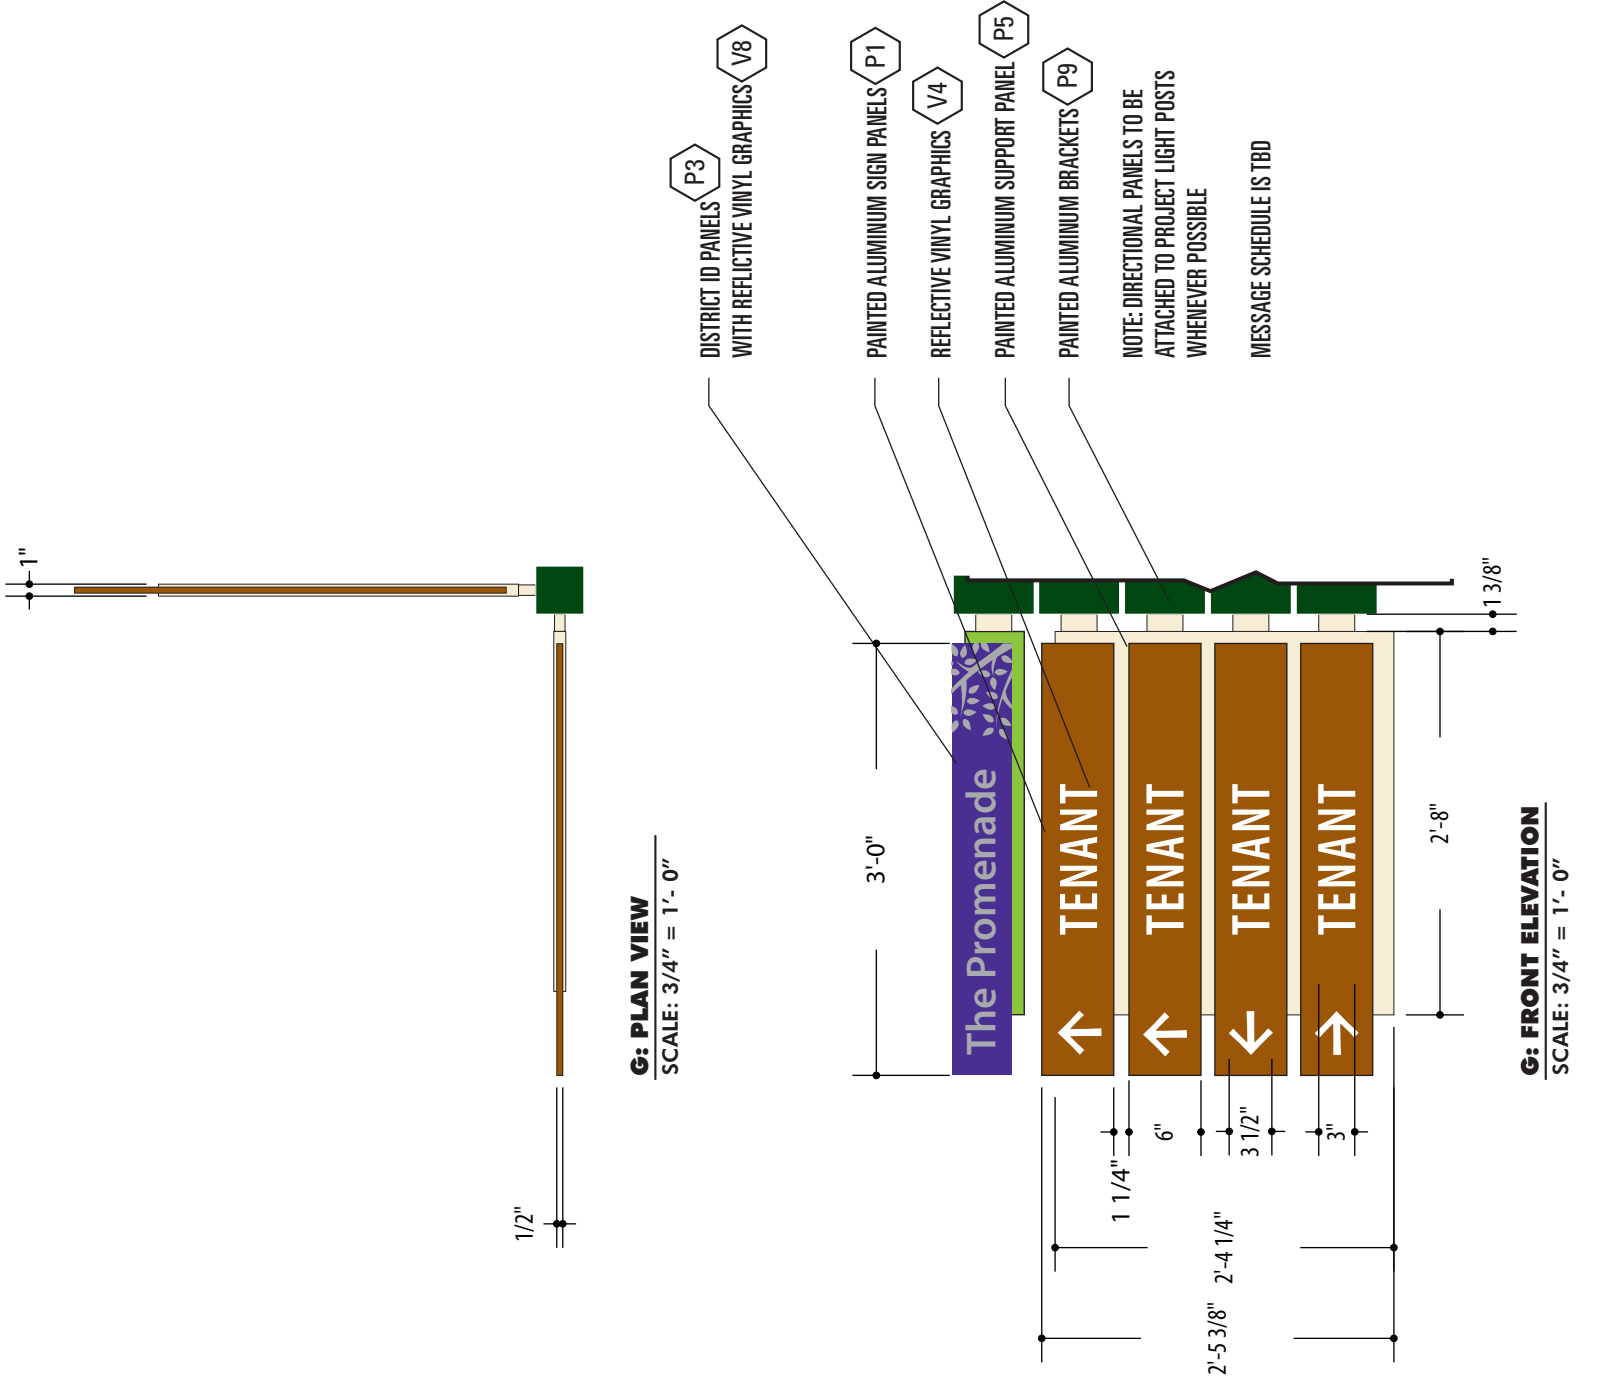 1"
1/2"
G: PLAN VIEW
SCALE: 3/4" = 1'- 0"
P3
DISTRICT ID PANELS
WITH REFLICTIVE VINYL GRAPHICS V8
PAINTED ALUMINUM SIGN PANELS P1
REFLECTIVE VINYL GRAPHICS V4
PAINTED ALUMINUM SUPPORT PANEL P5
PAINTED ALUMINUM BRACKETS P9
NOTE: DIRECTIONAL PANELS TO BE
ATTACHED TO PROJECT LIGHT POSTS
WHENEVER POSSIBLE
MESSAGE SCHEDULE IS TBD
3'-0"
The Promenade
TENANT
TENANT
TENANT
TENANT
1 3/8"
2'-8"
1 1/4"
6"
3 1/2"
3"
2'-4 1/4"
2'-5 3/8"
G: FRONT ELEVATION
SCALE: 3/4" = 1'- 0"